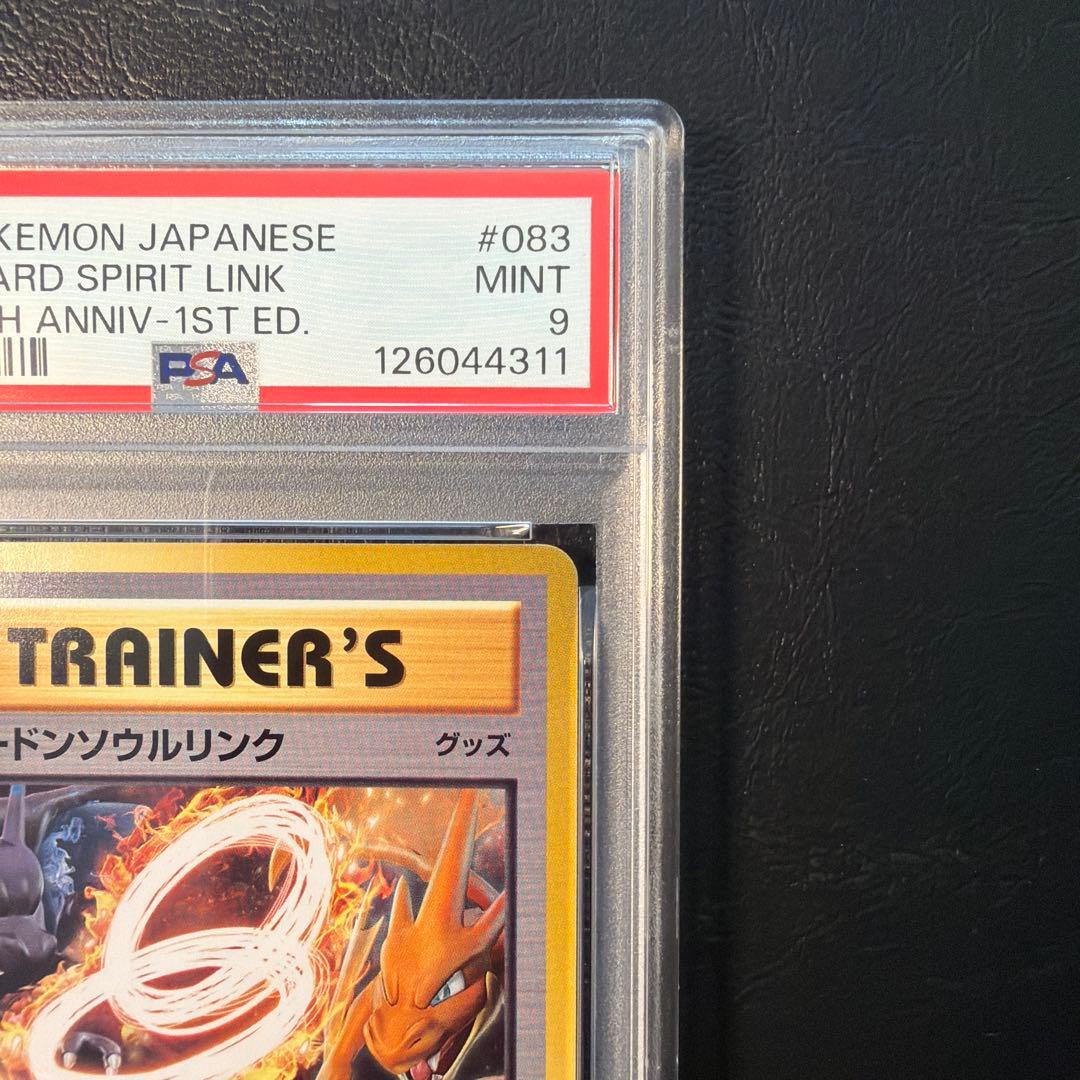 KEMON JAPANESE #083
ARD SPIRIT LINK MINT
H ANNIV-1ST ED. 9
PSA 126044311
TRAINER'S
ードンソウルリンク グッズ